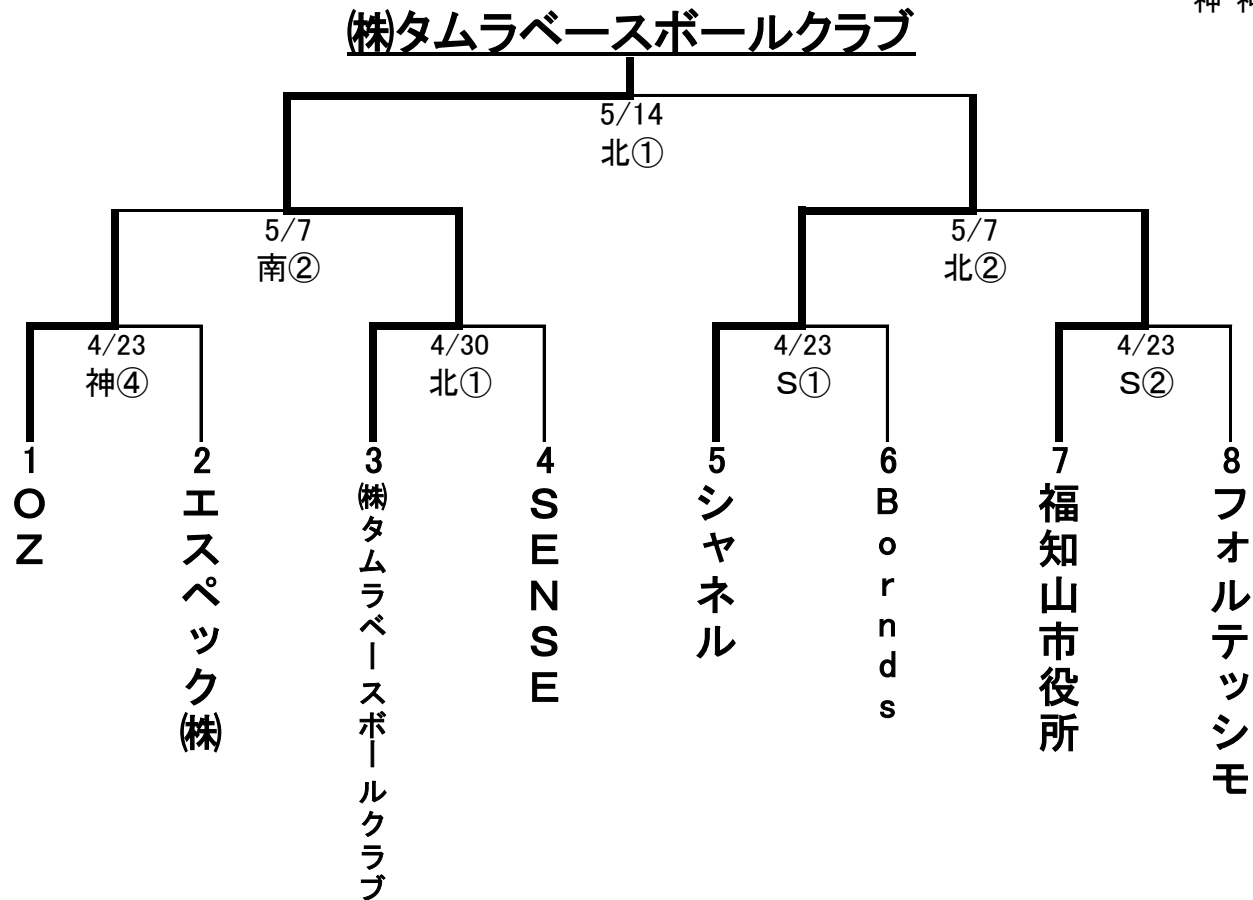 ㈱タムラベースボールクラブ
5/14
北①
5/7
南②
5/7
北②
4/23
神④
4/30
北①
4/23
S①
4/23
S②
1
OZ
2
エスペック㈱
3
㈱タムラベースボールクラブ
4
SENSE
5
シャネル
6
Bornds
7
福知山市役所
8
フォルテッシモ